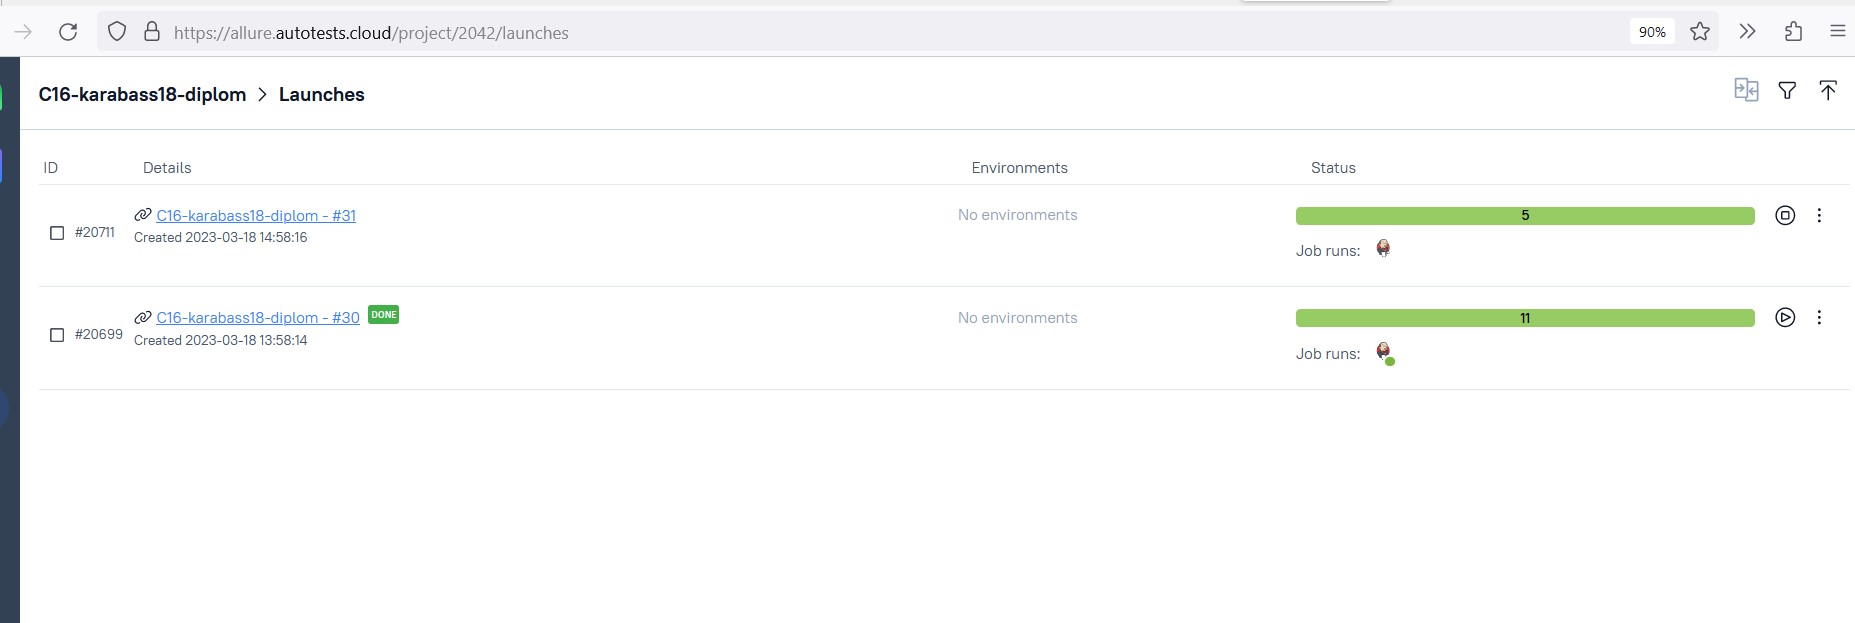 https://allure.autotests.cloud/project/2042/launches
90%
C16-karabass18-diplom > Launches
ID Details Environments Status
C16-karabass18-diplom - #31 No environments 5
#20711
Created 2023-03-18 14:58:16
Job runs:
C16-karabass18-diplom - #30 DONE No environments 11
#20699
Created 2023-03-18 13:58:14
Job runs: